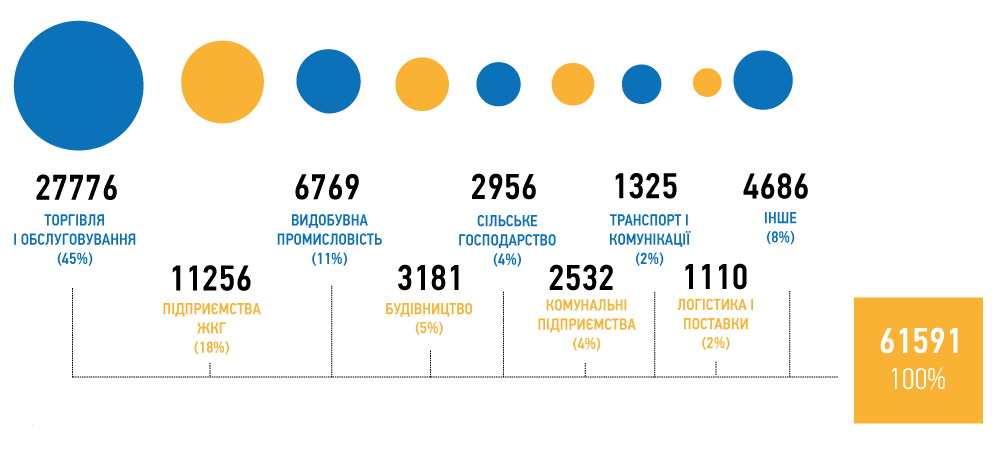 27776
ТОРГІВЛЯ
І ОБСЛУГОВУВАННЯ
(45%)
11256
ПІДПРИЄМСТВА
ЖКГ
(18%)
6769
ВИДОБУВНА
ПРОМИСЛОВІСТЬ
(11%)
3181
БУДІВНИЦТВО
(5%)
2956
СІЛЬСЬКЕ
ГОСПОДАРСТВО
(4%)
2532
КОМУНАЛЬНІ
ПІДПРИЄМСТВА
(4%)
1325
ТРАНСПОРТ І
КОМУНІКАЦІЇ
(2%)
1110
ЛОГІСТИКА І
ПОСТАВКИ
(2%)
4686
ІНШЕ
(8%)
61591
100%